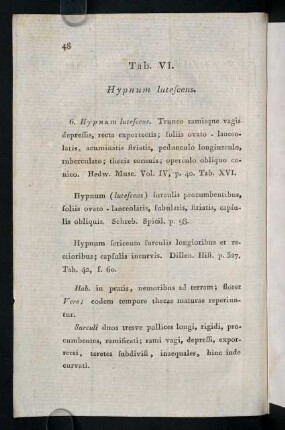 48
Tab. VI.
Hypnum lutescens.
6. Hypnum lutescens. Trunco ramisque vagis
depressis, recta exporrectis; foliis ovato-lanceo-
latis, acuminatis striatis, pedunculo longiusculo,
tuberculato; theca cernuis; operculo obliquo co-
nico. Hedw. Musc. Vol. IV, p. 40. Tab. XVI.
Hypnum (lutescens) surculis procumbentibus,
foliis ovato-lanceolatis, subulatis, striatis, capsu-
lis obliquis. Schreb. Spicil. p. 98.
Hypnum sericeum surculis longioribus et re-
ctioribus; capsulis incurvis. Dillen. Hist. p. 327.
Tab. 42, f. 60.
Hab. in pratis, nemoribus ad terram; floret
Vere; eodem tempore thecas maturas reperiun-
tur.
Surculi duos tresve pollices longi, rigidi, pro-
cumbentes, ramificati; rami vagi, depressi, expor-
recti, teretes subdivisi, inaequales, hinc inde
curvati.